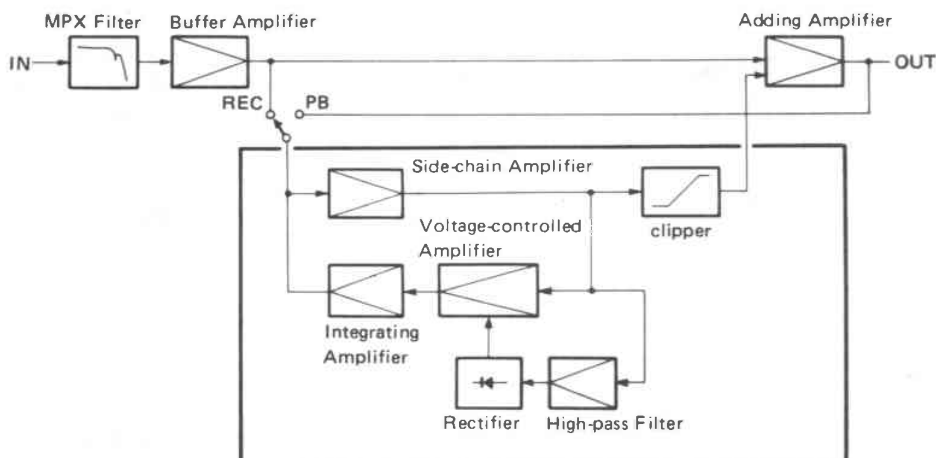 MPX Filter
Buffer Amplifier
Adding Amplifier
IN
OUT
REC
PB
Side-chain Amplifier
clipper
Voltage-controlled
Amplifier
Integrating
Amplifier
Rectifier
High-pass Filter